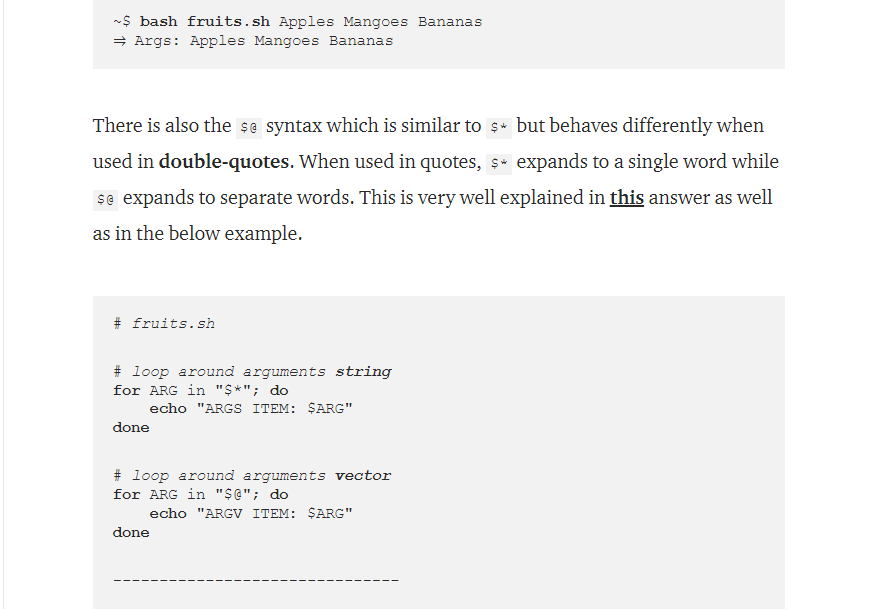 ~$ bash fruits.sh Apples Mangoes Bananas
⇒ Args: Apples Mangoes Bananas
There is also the $@ syntax which is similar to $* but behaves differently when
used in double-quotes. When used in quotes, $* expands to a single word while
$@ expands to separate words. This is very well explained in this answer as well
as in the below example.
# fruits.sh
# loop around arguments string
for ARG in "$*"; do
    echo "ARGS ITEM: $ARG"
done
# loop around arguments vector
for ARG in "$@"; do
    echo "ARGV ITEM: $ARG"
done
-------------------------------